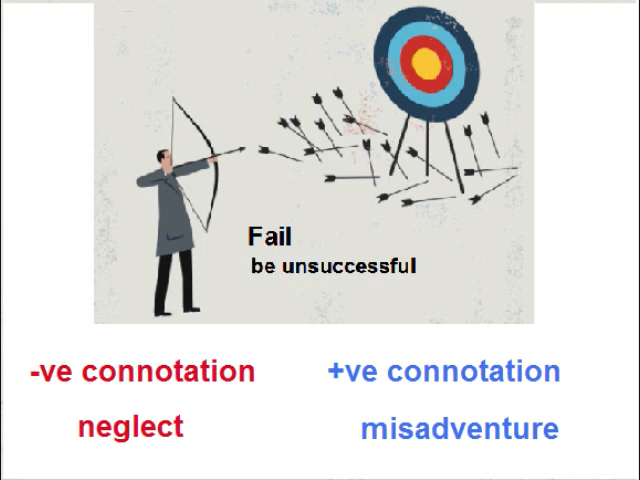 Fail
be unsuccessful
-ve connotation
+ve connotation
neglect
misadventure